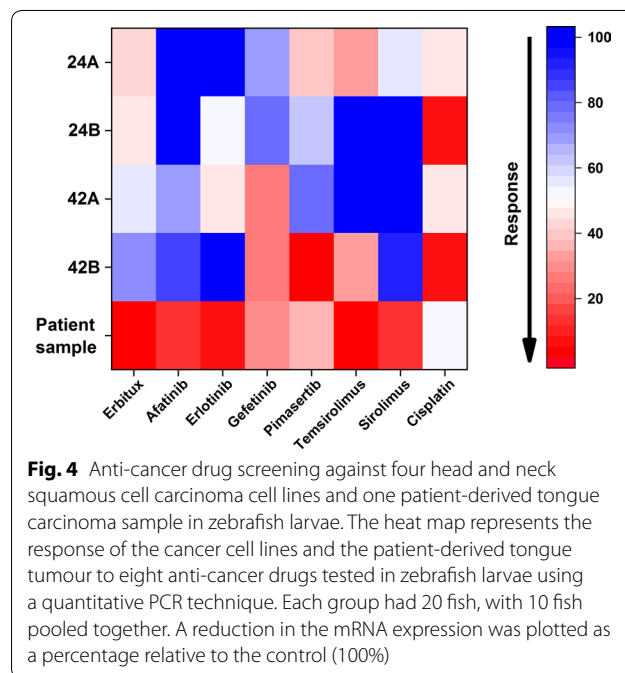 24A
24B
42A
42B
Patient
sample
Erbitux
Afatinib
Erlotinib
Gefetinib
Pimasertib
Temsirolimus
Sirolimus
Cisplatin
Response
100
80
60
40
20
Fig. 4 Anti-cancer drug screening against four head and neck
squamous cell carcinoma cell lines and one patient-derived tongue
carcinoma sample in zebrafish larvae. The heat map represents the
response of the cancer cell lines and the patient-derived tongue
tumour to eight anti-cancer drugs tested in zebrafish larvae using
a quantitative PCR technique. Each group had 20 fish, with 10 fish
pooled together. A reduction in the mRNA expression was plotted as
a percentage relative to the control (100%)